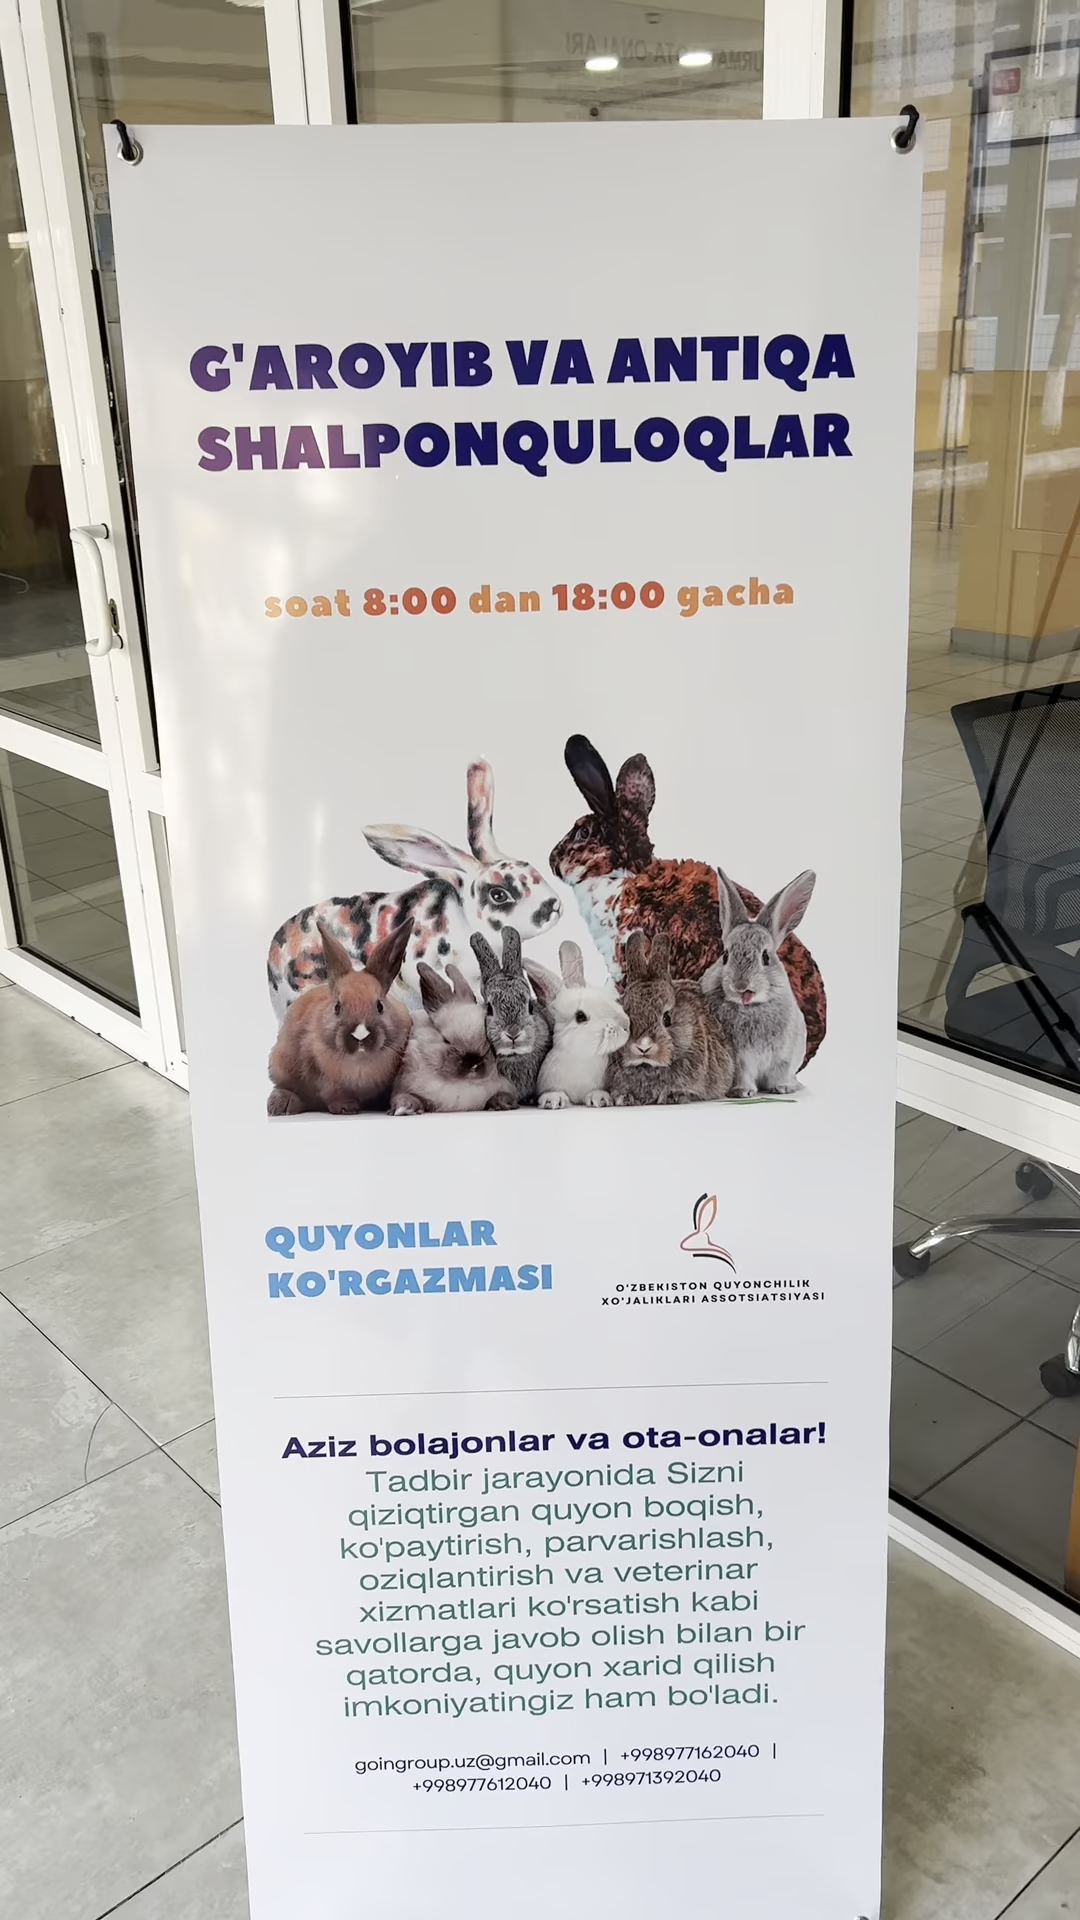 G'AROYIB VA ANTIQA
SHALPONQULOQLAR
soat 8:00 dan 18:00 gacha
QUYONLAR
KO'RGAZMASI
O'ZBEKISTON QUYONCHILIK
XO'JALIKLARI ASSOTSIATSIYASI
Aziz bolajonlar va ota-onalar!
Tadbir jarayonida Sizni
qiziqtirgan quyon boqish,
ko'paytirish, parvarishlash,
oziqlantirish va veterinar
xizmatlari ko'rsatish kabi
savollarga javob olish bilan bir
qatorda, quyon xarid qilish
imkoniyatingiz ham bo'ladi.
goingroup.uz@gmail.com | +998977162040 |
+998977612040 | +998971392040